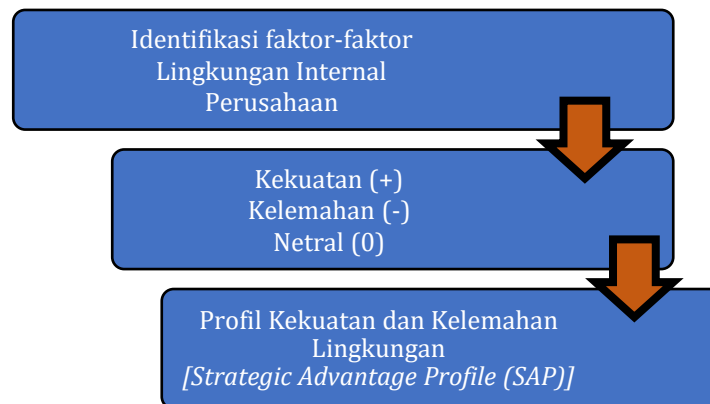 Identifikasi faktor-faktor
Lingkungan Internal
Perusahaan
Kekuatan (+)
Kelemahan (-)
Netral (0)
Profil Kekuatan dan Kelemahan
Lingkungan
[Strategic Advantage Profile (SAP)]